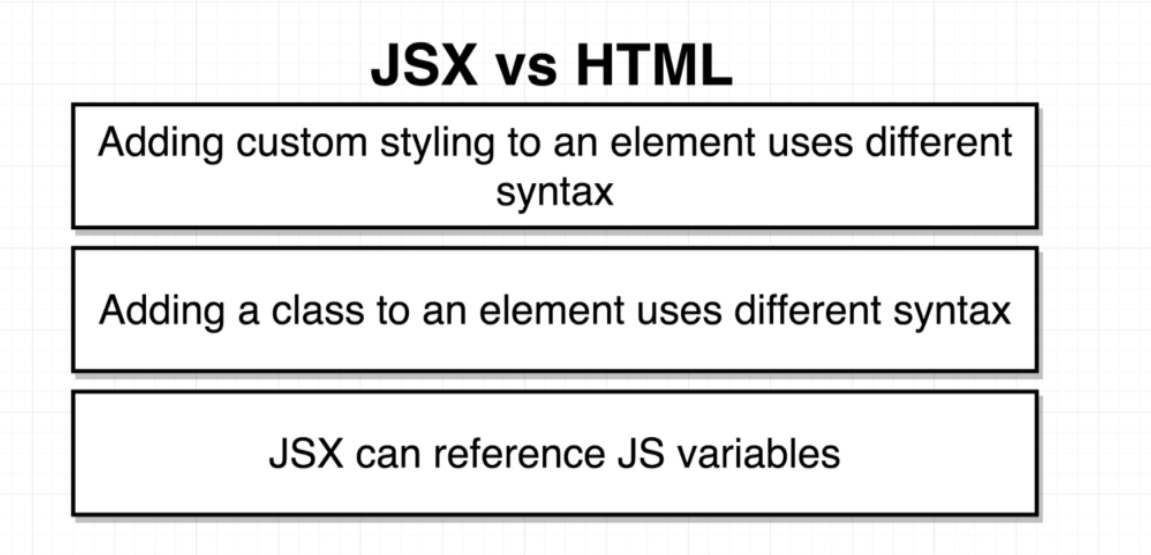 JSX vs HTML
Adding custom styling to an element uses different
syntax
Adding a class to an element uses different syntax
JSX can reference JS variables